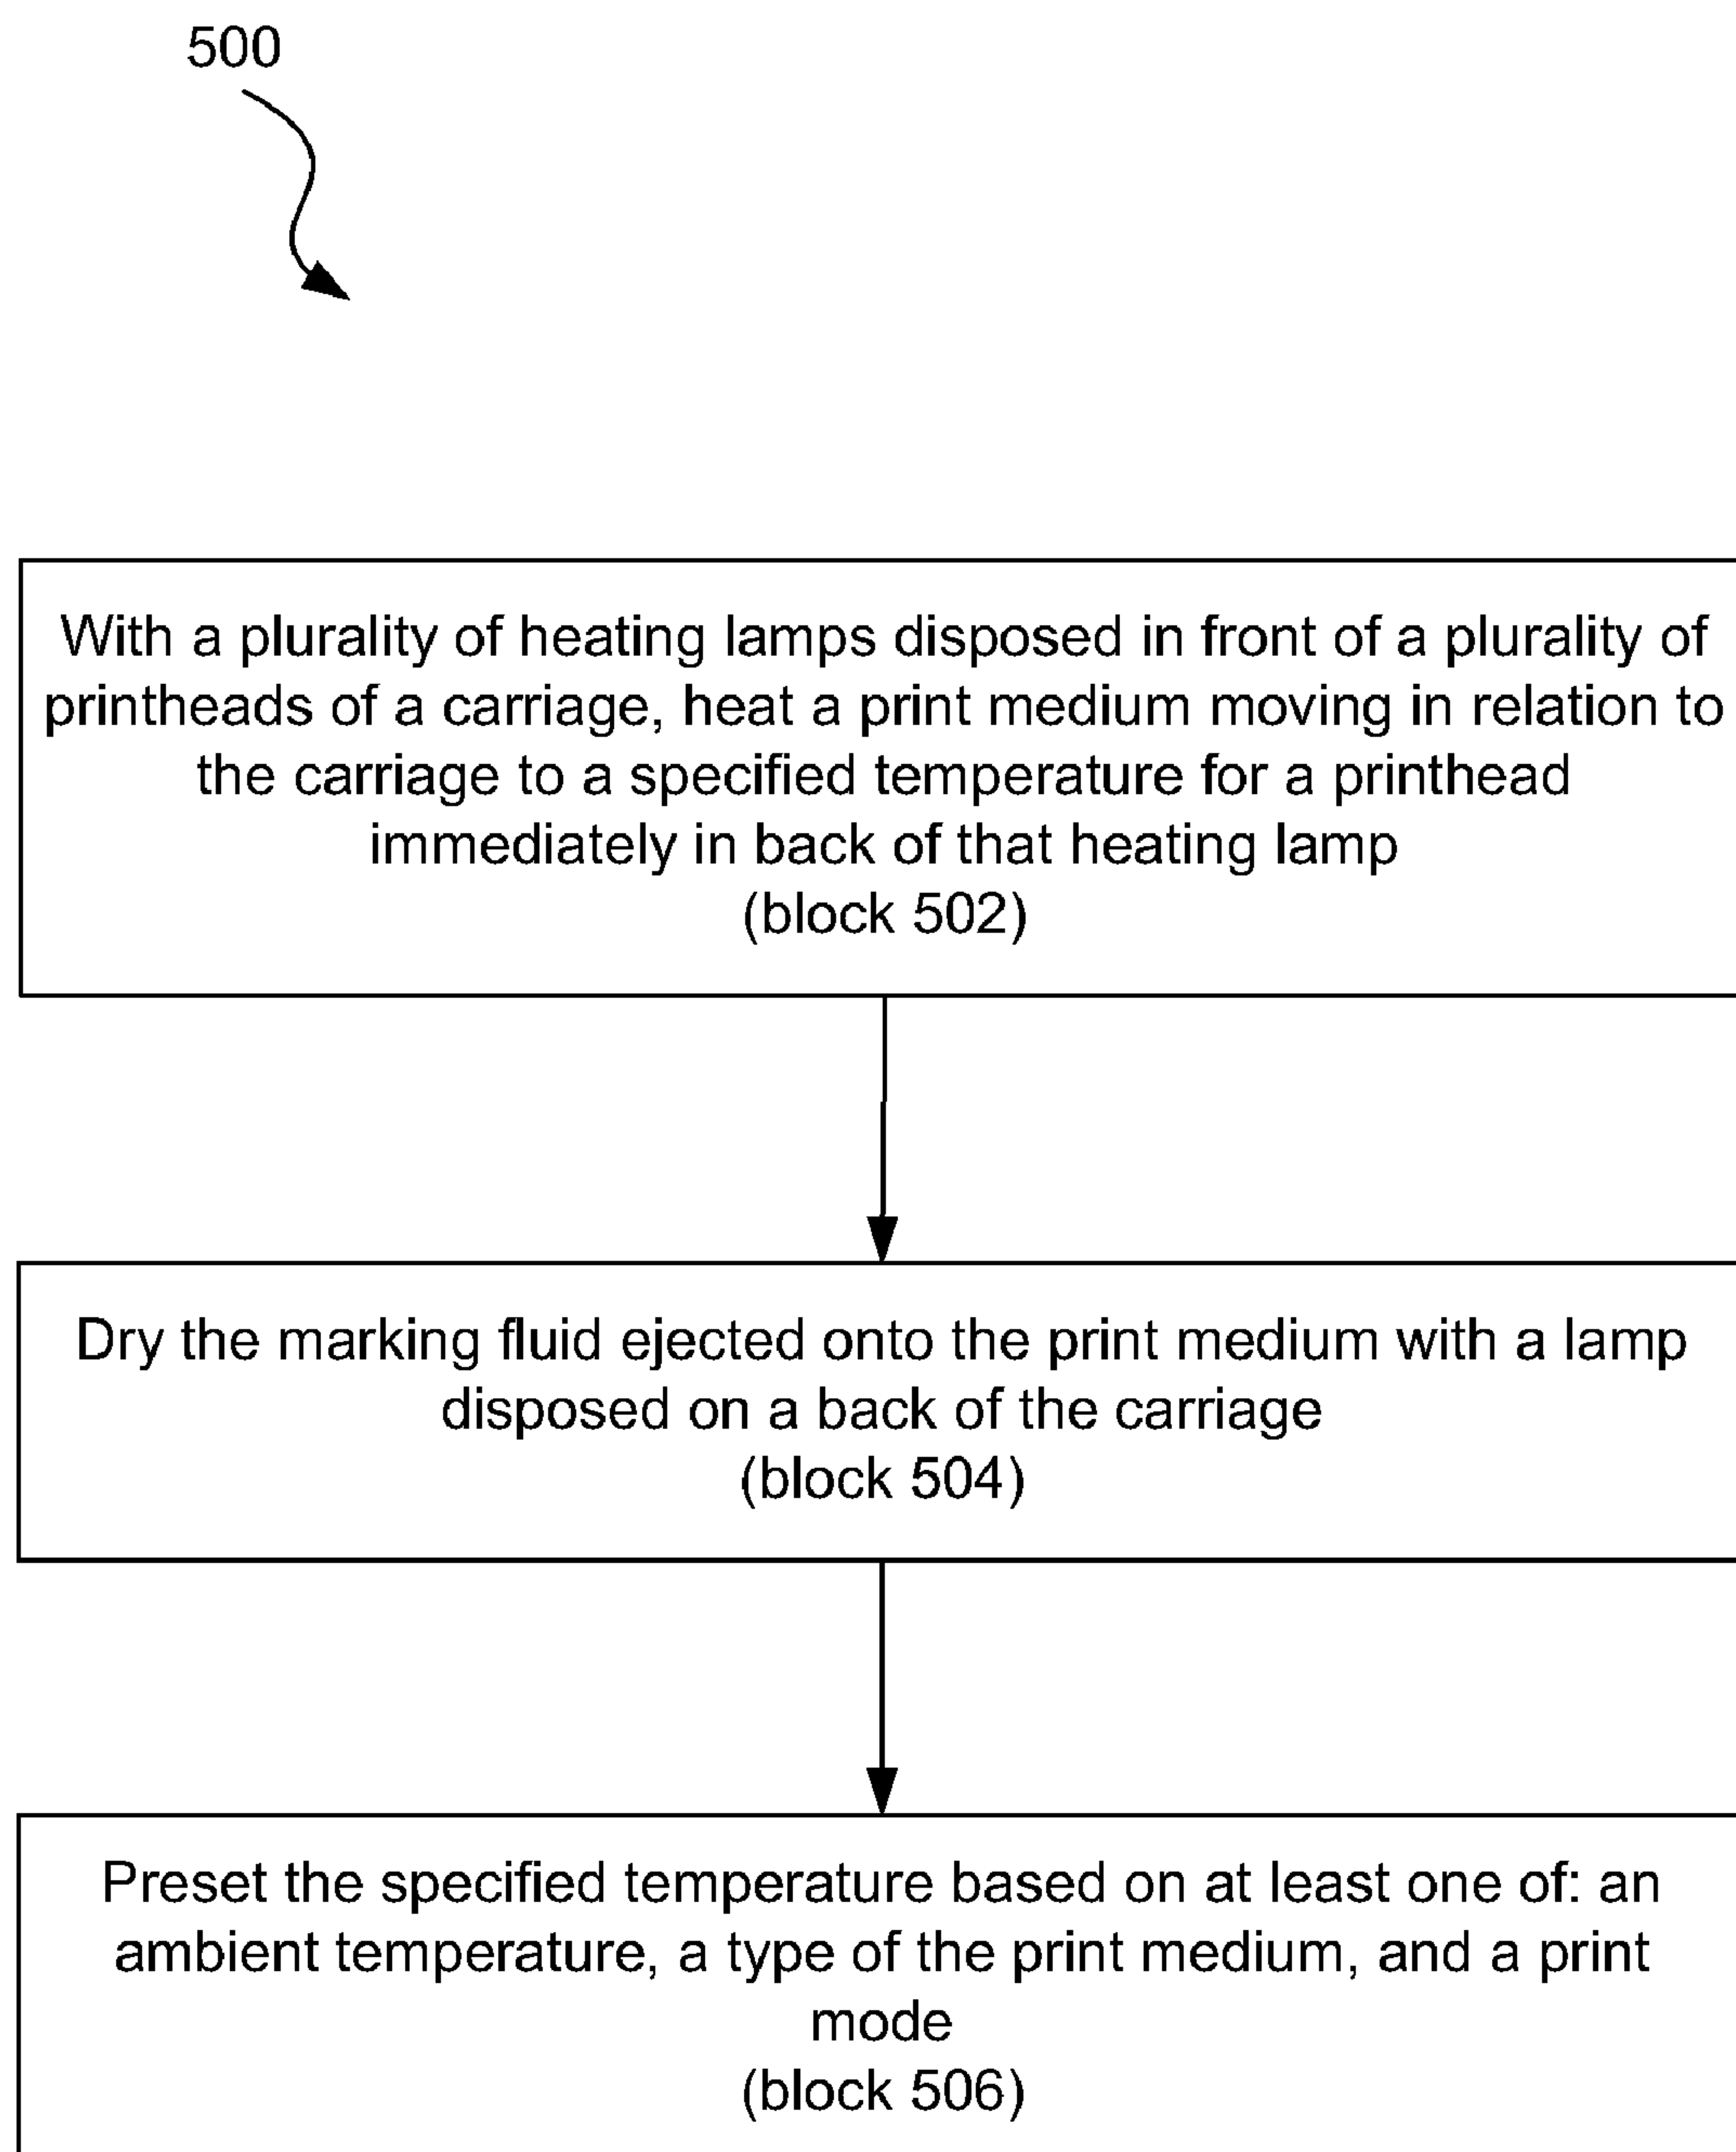 500
With a plurality of heating lamps disposed in front of a plurality of
printheads of a carriage, heat a print medium moving in relation to
the carriage to a specified temperature for a printhead
immediately in back of that heating lamp
(block 502)
Dry the marking fluid ejected onto the print medium with a lamp
disposed on a back of the carriage
(block 504)
Preset the specified temperature based on at least one of: an
ambient temperature, a type of the print medium, and a print
mode
(block 506)